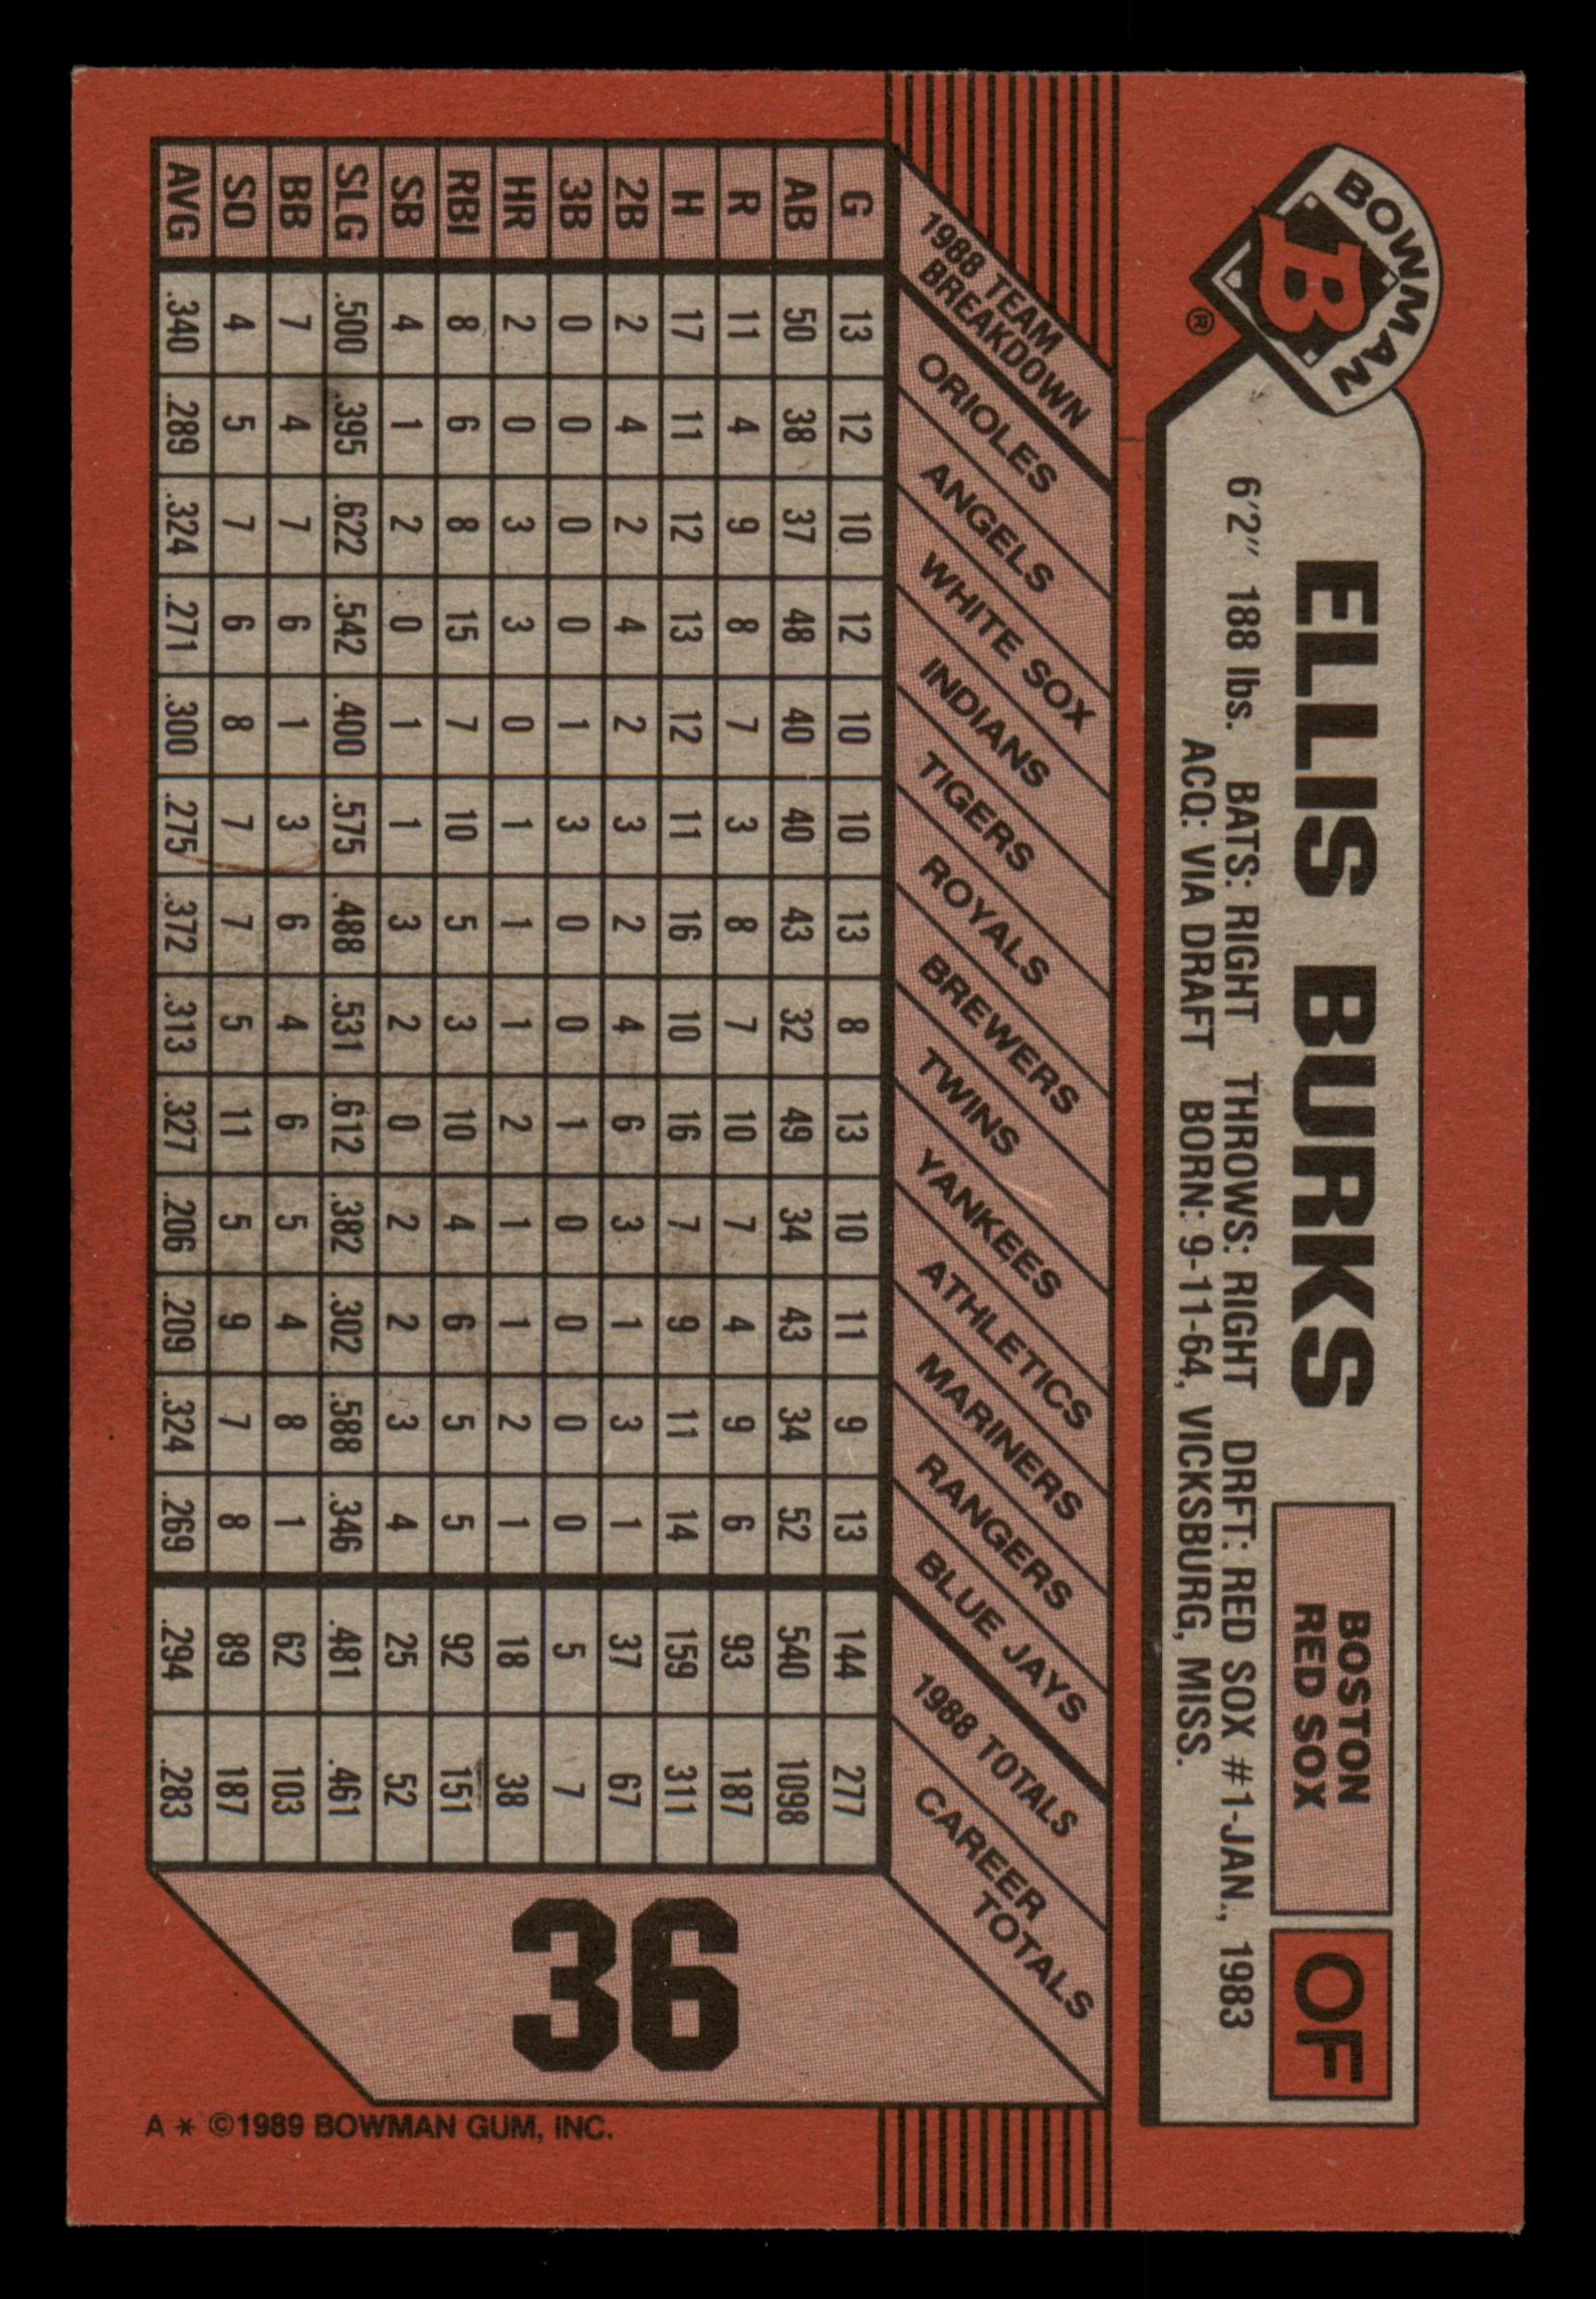 BOWMAN
B
®
ELLIS BURKS
BOSTON
RED SOX
OF
6'2" 188 lbs. BATS: RIGHT THROWS: RIGHT DRFT: RED SOX #1-JAN., 1983
ACQ: VIA DRAFT BORN: 9-11-64, VICKSBURG, MISS.
1988 TEAM
BREAKDOWN
G AB R H 2B 3B HR RBI SB SLG BB SO AVG
ORIOLES 13 50 11 17 2 0 2 8 4 .500 7 4 .340
ANGELS 12 38 4 11 4 0 0 6 1 .395 4 5 .289
WHITE SOX 10 37 9 12 2 0 3 8 2 .622 7 7 .324
INDIANS 12 48 8 13 4 0 3 15 0 .542 6 6 .271
TIGERS 10 40 7 12 2 1 0 7 1 .400 1 8 .300
ROYALS 10 40 3 11 3 3 1 10 1 .575 3 7 .275
BREWERS 13 43 8 16 2 0 1 5 3 .488 6 7 .372
TWINS 8 32 7 10 4 0 1 3 2 .531 4 5 .313
YANKEES 13 49 10 16 6 1 2 10 0 .612 6 11 .327
ATHLETICS 10 34 7 7 3 0 1 4 2 .382 5 5 .206
MARINERS 11 43 4 9 1 0 1 6 2 .302 4 9 .209
RANGERS 9 34 9 11 3 0 2 5 3 .588 8 7 .324
BLUE JAYS 13 52 6 14 1 0 1 5 4 .346 1 8 .269
1988 TOTALS 144 540 93 159 37 5 18 92 25 .481 62 89 .294
CAREER TOTALS 277 1098 187 311 67 7 38 151 52 .461 103 187 .283
36
A * ©1989 BOWMAN GUM, INC.